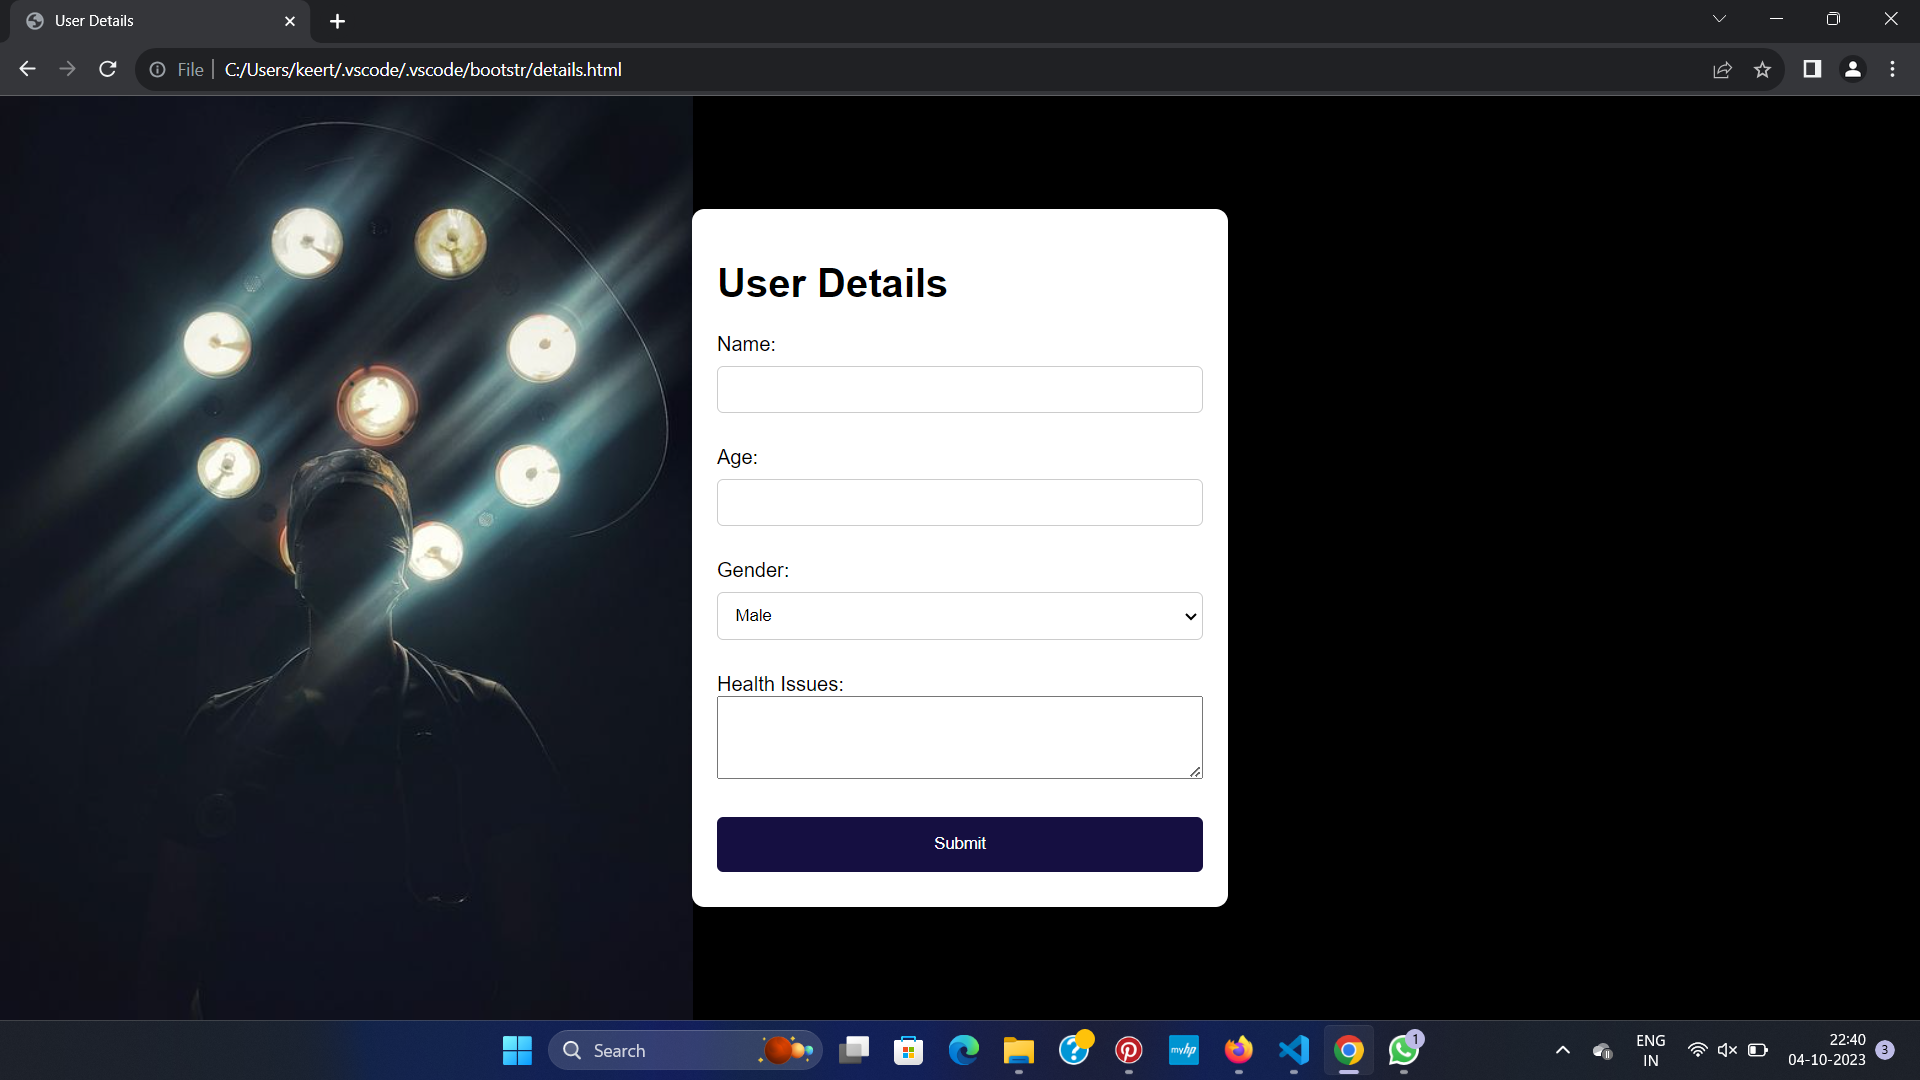 User Details
File
C:/Users/keert/.vscode/.vscode/bootstr/details.html
User Details
Name:
Age:
Gender:
Male
Health Issues:
Submit
Search
myhp
1
ENG
IN
22:40
04-10-2023
3